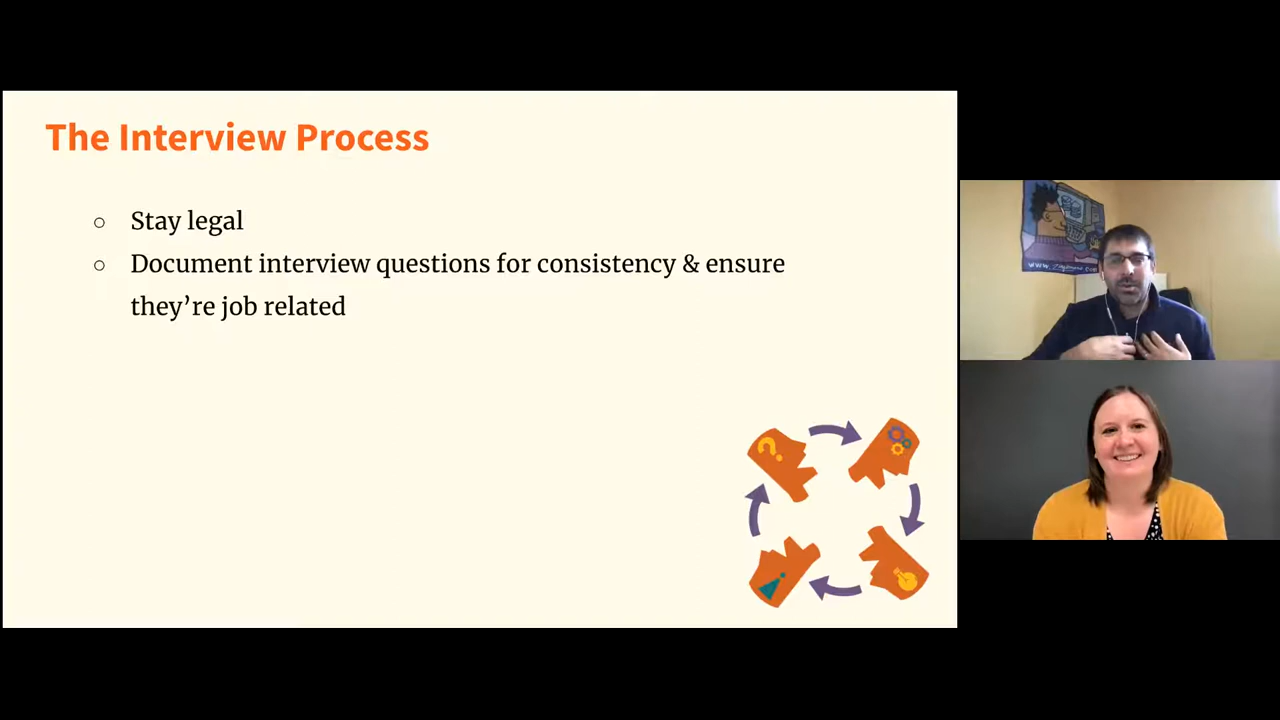 The Interview Process
Stay legal
Document interview questions for consistency & ensure
they’re job related